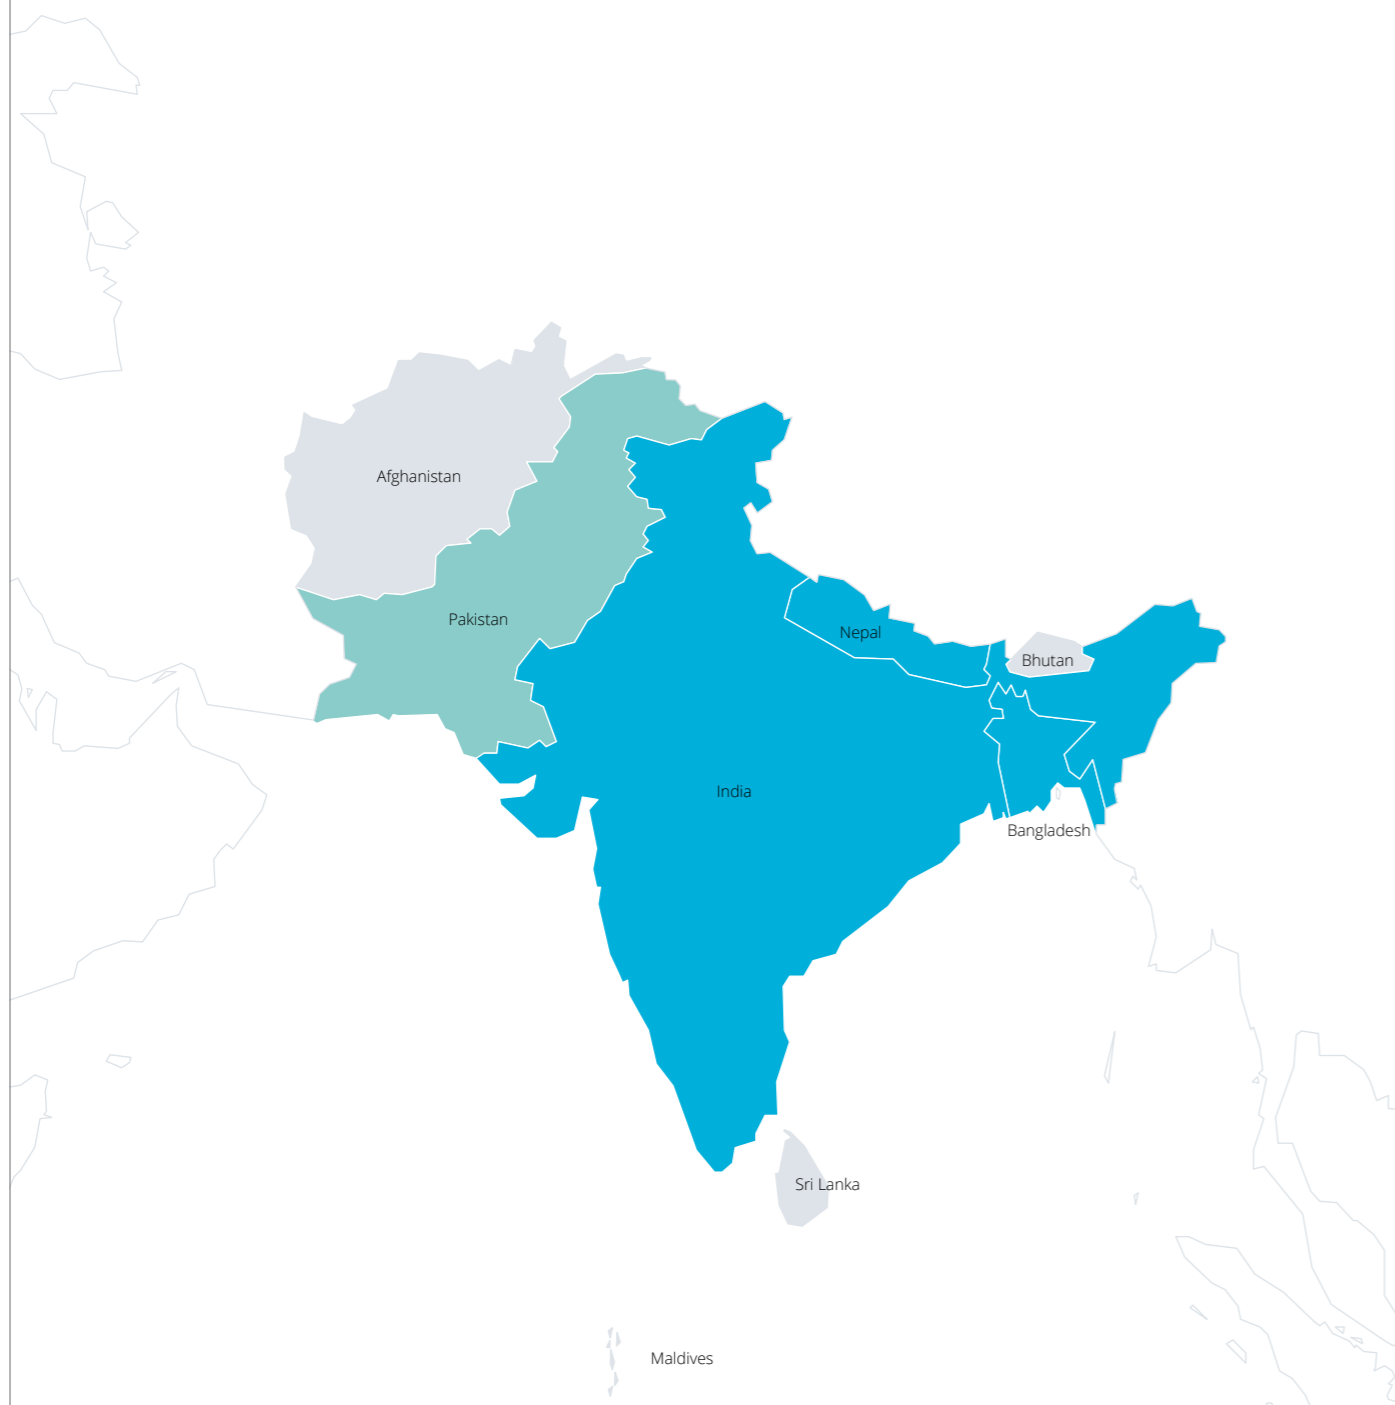 Afghanistan
Pakistan
Nepal
Bhutan
India
Bangladesh
Sri Lanka
Maldives